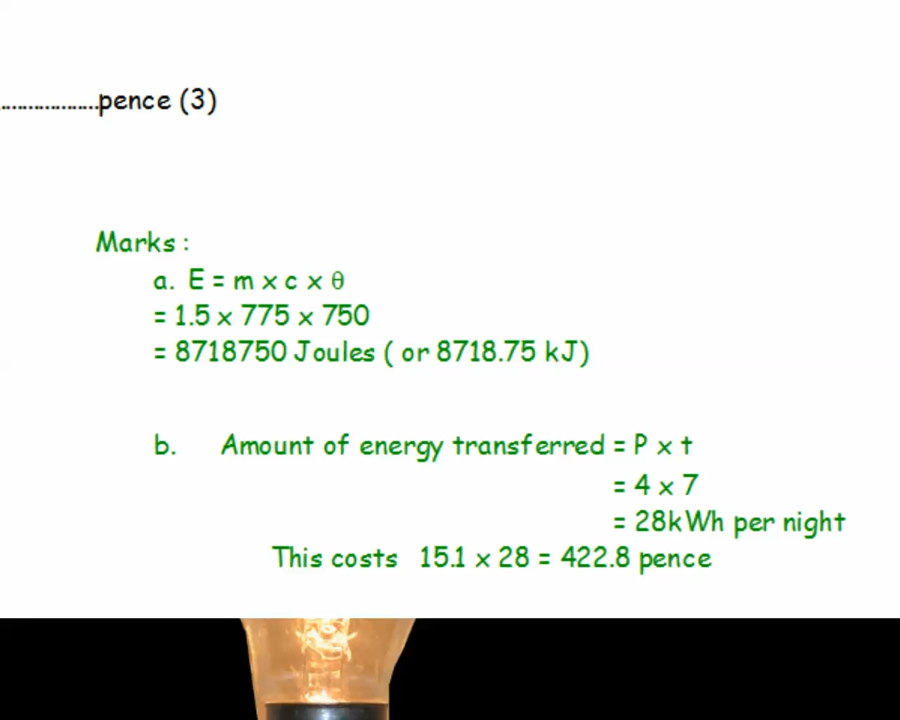 ...................pence (3)
Marks :
a. E = m x c x θ
= 1.5 x 775 x 750
= 8718750 Joules ( or 8718.75 kJ)
b. Amount of energy transferred = P x t
= 4 x 7
= 28kWh per night
This costs 15.1 x 28 = 422.8 pence